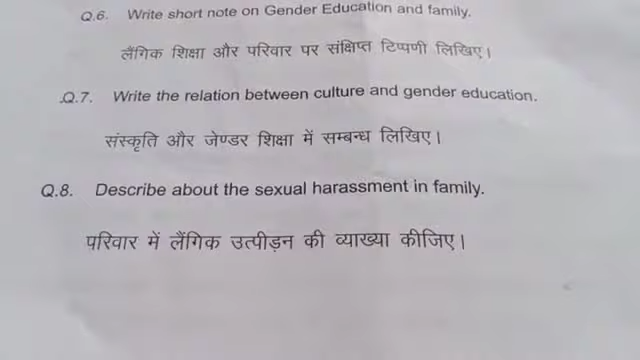 Q.6. Write short note on Gender Education and family.
लैंगिक शिक्षा और परिवार पर संक्षिप्त टिप्पणी लिखिए।
.Q.7. Write the relation between culture and gender education.
संस्कृति और जेण्डर शिक्षा में सम्बन्ध लिखिए।
Q.8. Describe about the sexual harassment in family.
परिवार में लैंगिक उत्पीड़न की व्याख्या कीजिए।